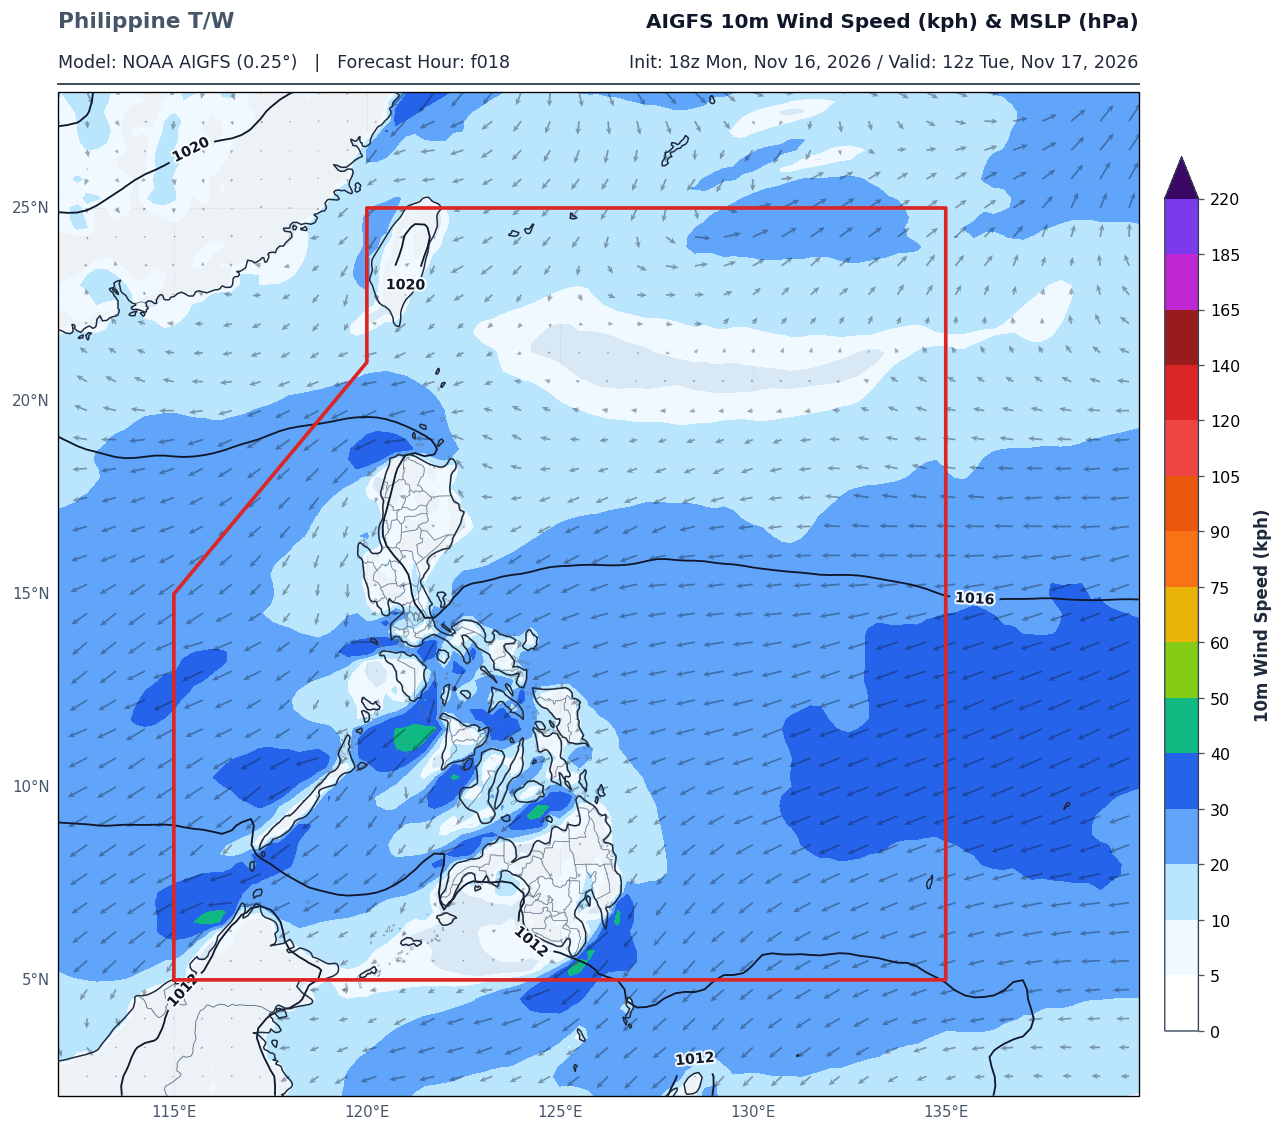 Philippine T/W
AIGFS 10m Wind Speed (kph) & MSLP (hPa)
Model: NOAA AIGFS (0.25°) | Forecast Hour: f018
Init: 18z Mon, Nov 16, 2026 / Valid: 12z Tue, Nov 17, 2026
1020
25°N
1020
20°N
15°N
1016
10°N
1012
5°N
1012
1012
115°E
120°E
125°E
130°E
135°E
220
185
165
140
120
105
90
75
60
50
40
30
20
10
5
0
10m Wind Speed (kph)